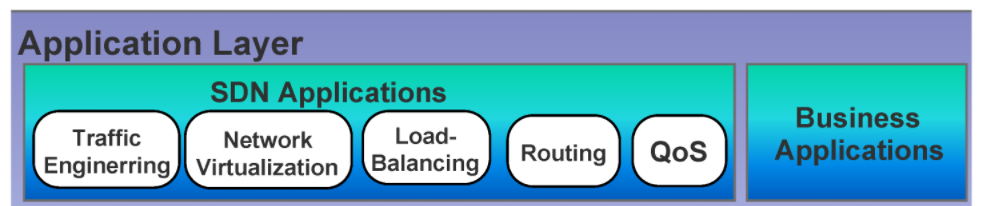 Application Layer
SDN Applications
Traffic
Enginerring
Network
Virtualization
Load-
Balancing
Routing
QoS
Business
Applications